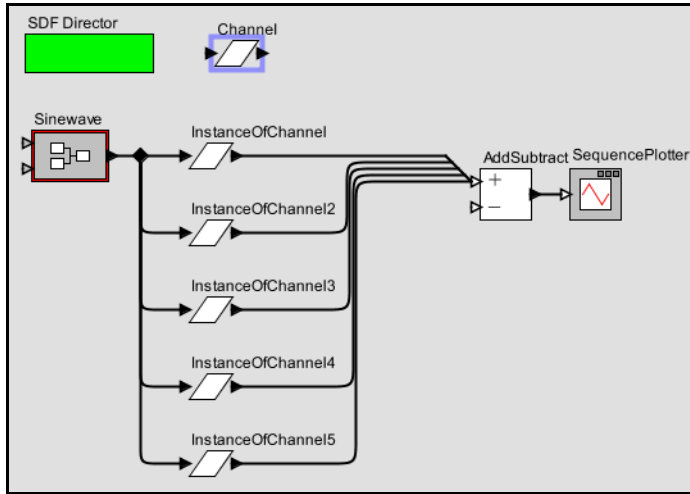 SDF Director
Channel
Sinewave
InstanceOfChannel
AddSubtract
SequencePlotter
+
−
InstanceOfChannel2
InstanceOfChannel3
InstanceOfChannel4
InstanceOfChannel5